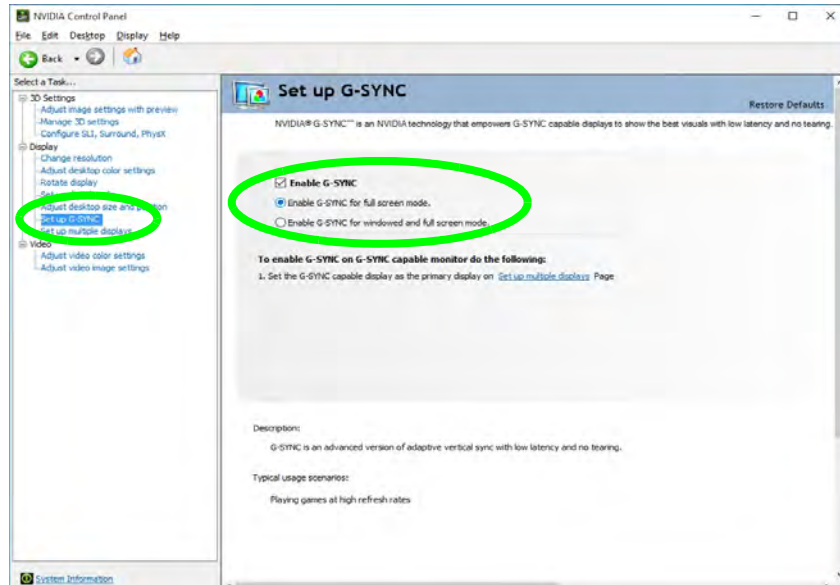 NVIDIA Control Panel
File Edit Desktop Display Help
Back
Select a Task...
3D Settings
Adjust image settings with preview
Manage 3D settings
Configure SLI, Surround, PhysX
Display
Change resolution
Adjust desktop color settings
Rotate display
Adjust desktop size and position
Set up G-SYNC
Set up multiple displays
Video
Adjust video color settings
Adjust video image settings
System Information
Set up G-SYNC
Restore Defaults
NVIDIA® G-SYNC™ is an NVIDIA technology that empowers G-SYNC capable displays to show the best visuals with low latency and no tearing.
Enable G-SYNC
Enable G-SYNC for full screen mode.
Enable G-SYNC for windowed and full screen mode.
To enable G-SYNC on G-SYNC capable monitor do the following:
1. Set the G-SYNC capable display as the primary display on Set up multiple displays Page
Description:
G-SYNC is an advanced version of adaptive vertical sync with low latency and no tearing.
Typical usage scenarios:
Playing games at high refresh rates